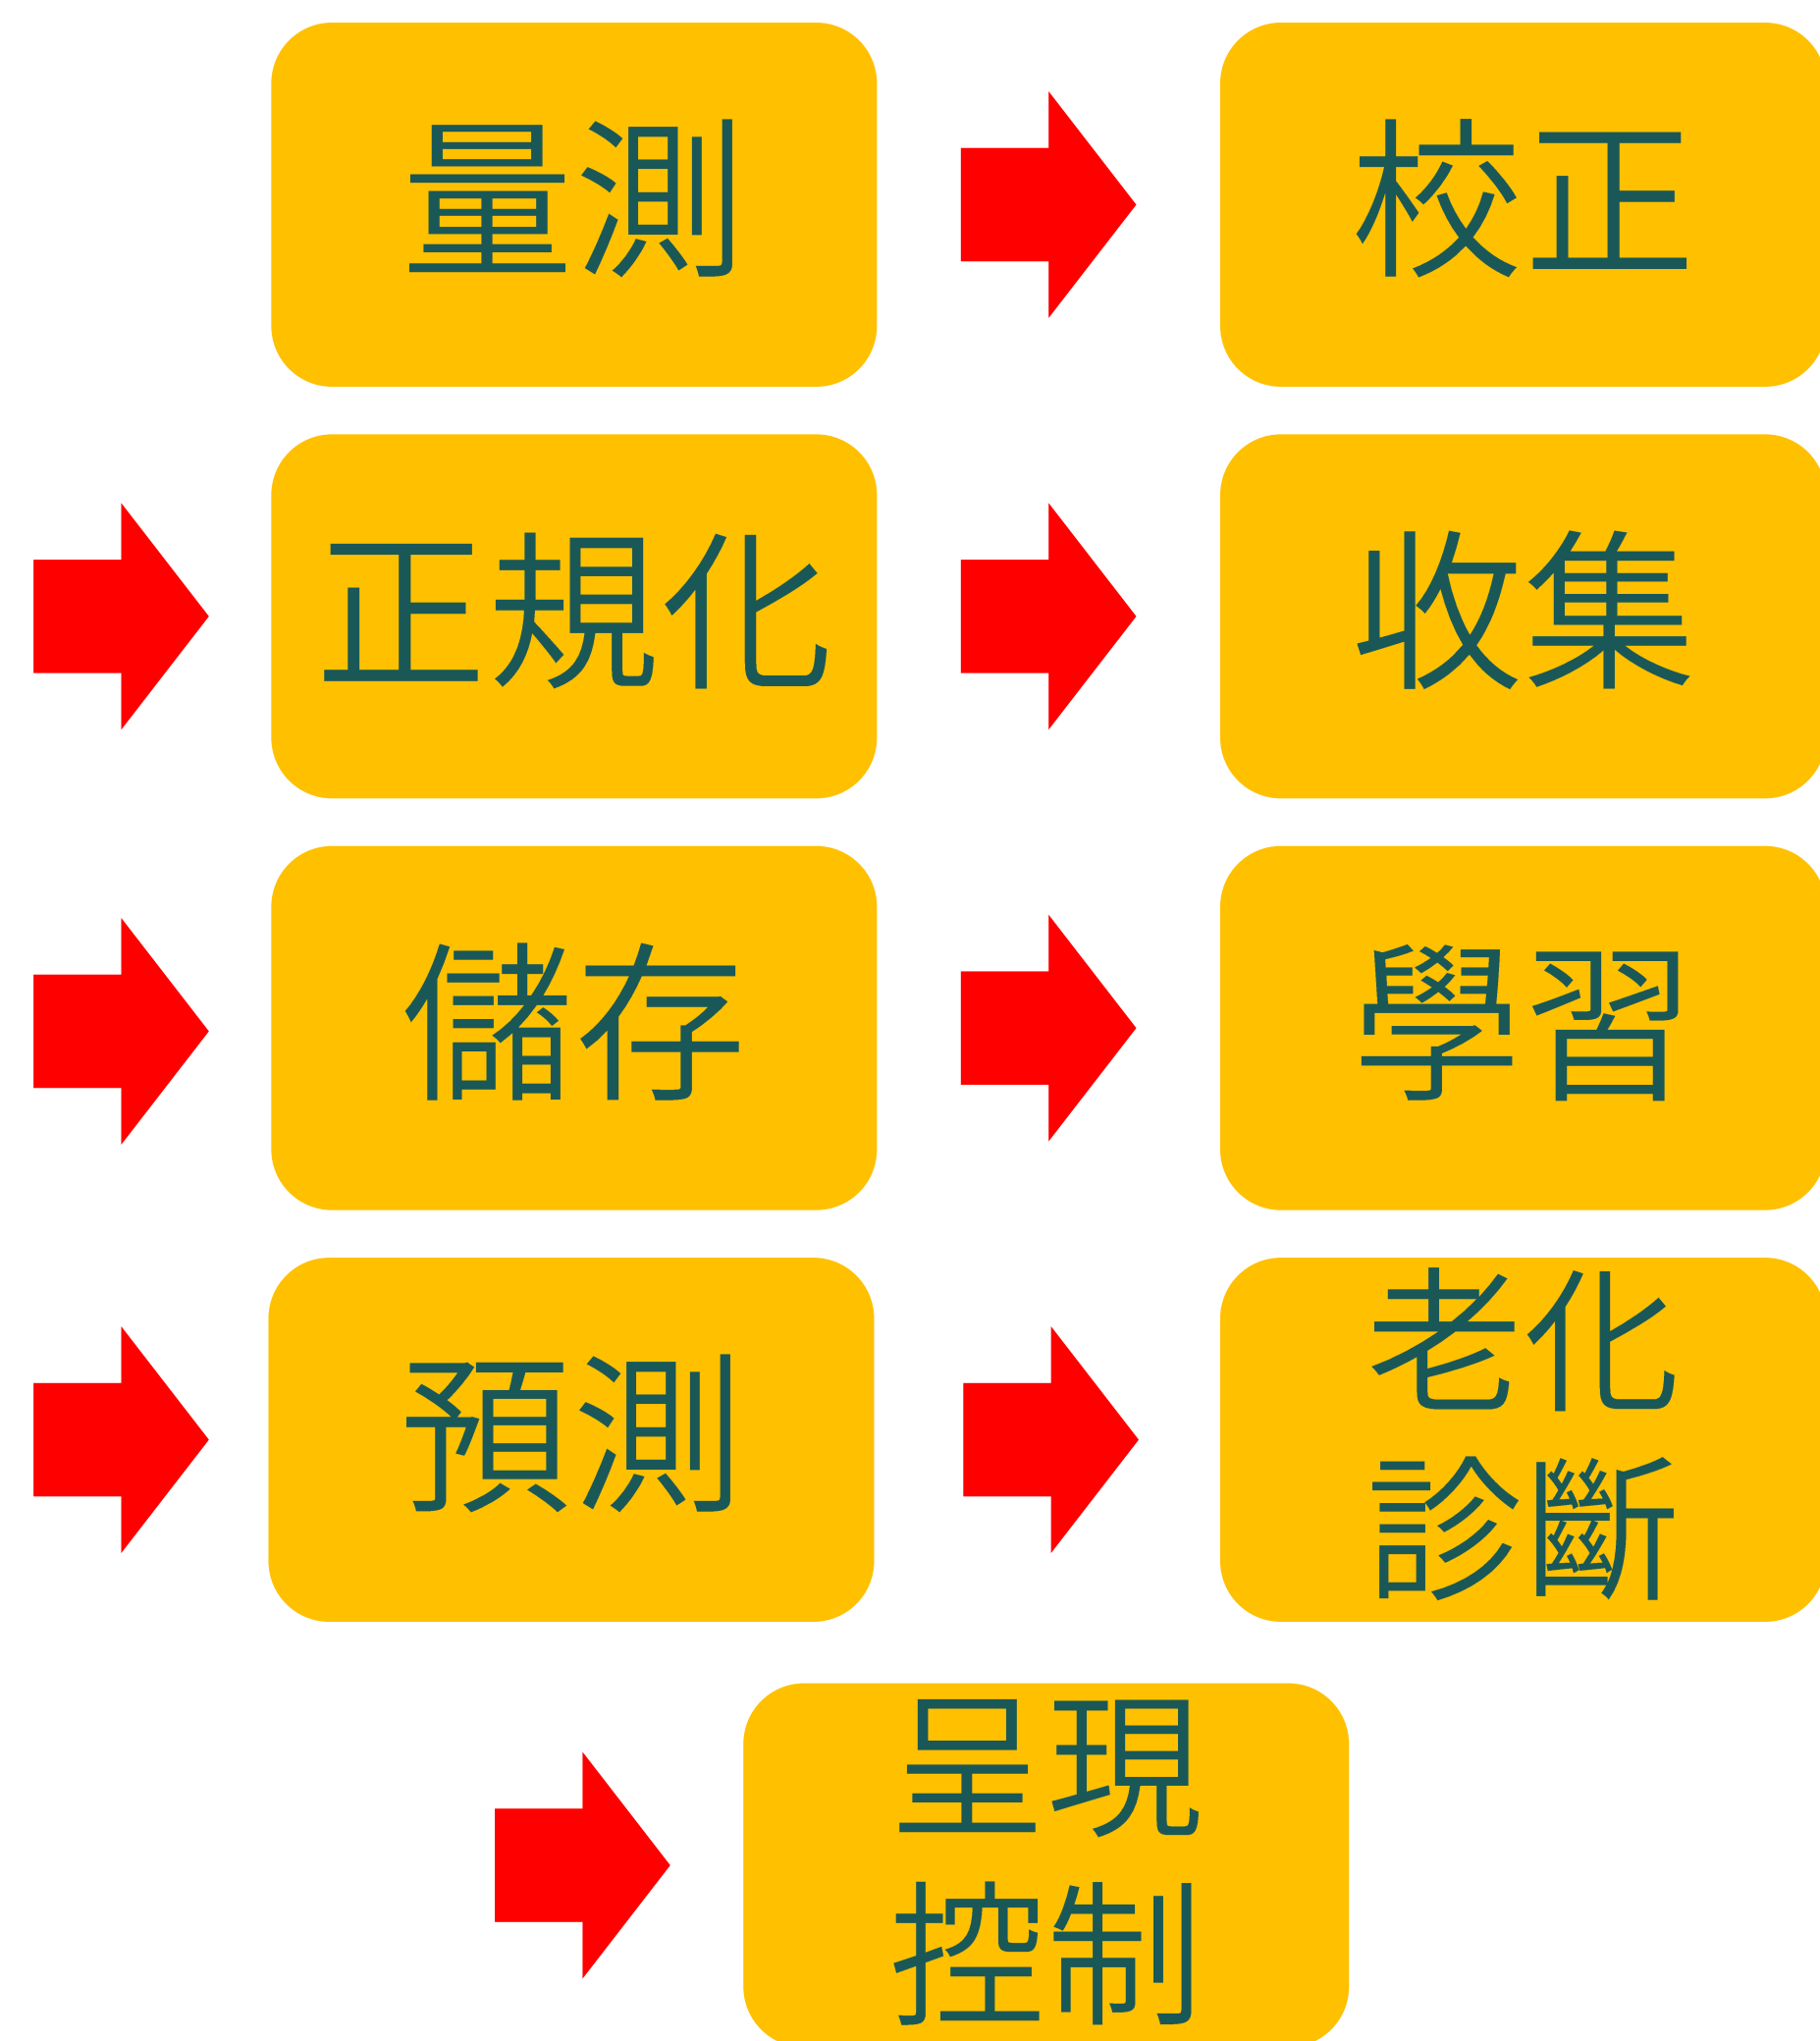 量測
校正
正規化
收集
儲存
學習
預測
老化
診斷
呈現
控制